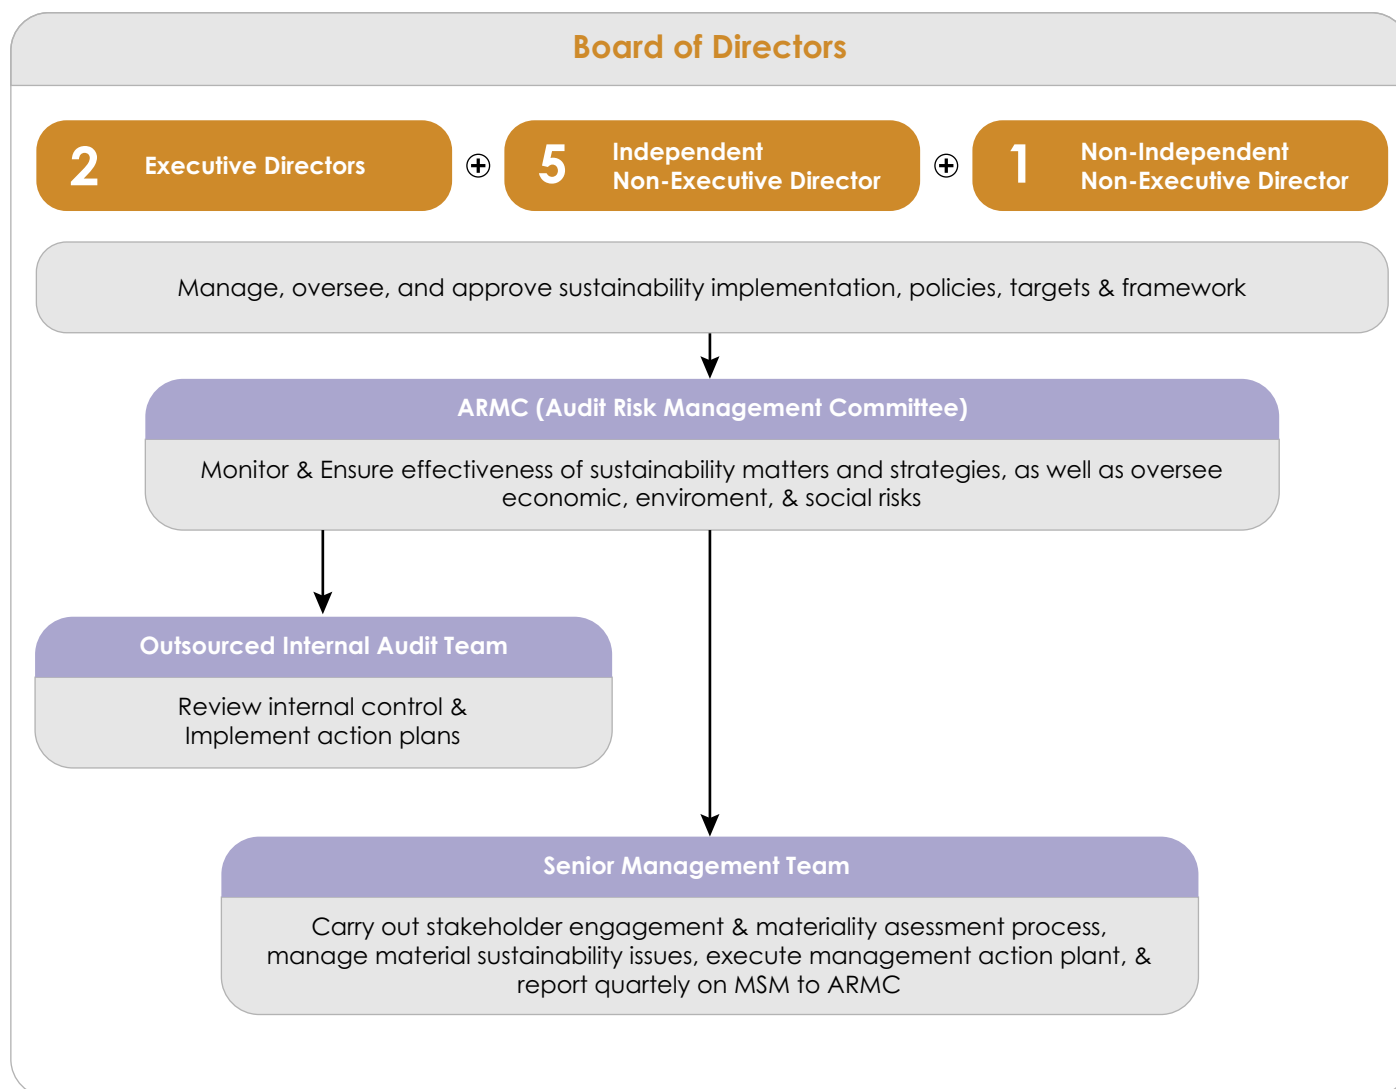 Board of Directors
2
Executive Directors
5
Independent
Non-Executive Director
1
Non-Independent
Non-Executive Director
Manage, oversee, and approve sustainability implementation, policies, targets & framework
ARMC (Audit Risk Management Committee)
Monitor & Ensure effectiveness of sustainability matters and strategies, as well as oversee
economic, enviroment, & social risks
Outsourced Internal Audit Team
Review internal control &
Implement action plans
Senior Management Team
Carry out stakeholder engagement & materiality asessment process,
manage material sustainability issues, execute management action plant, &
report quartely on MSM to ARMC